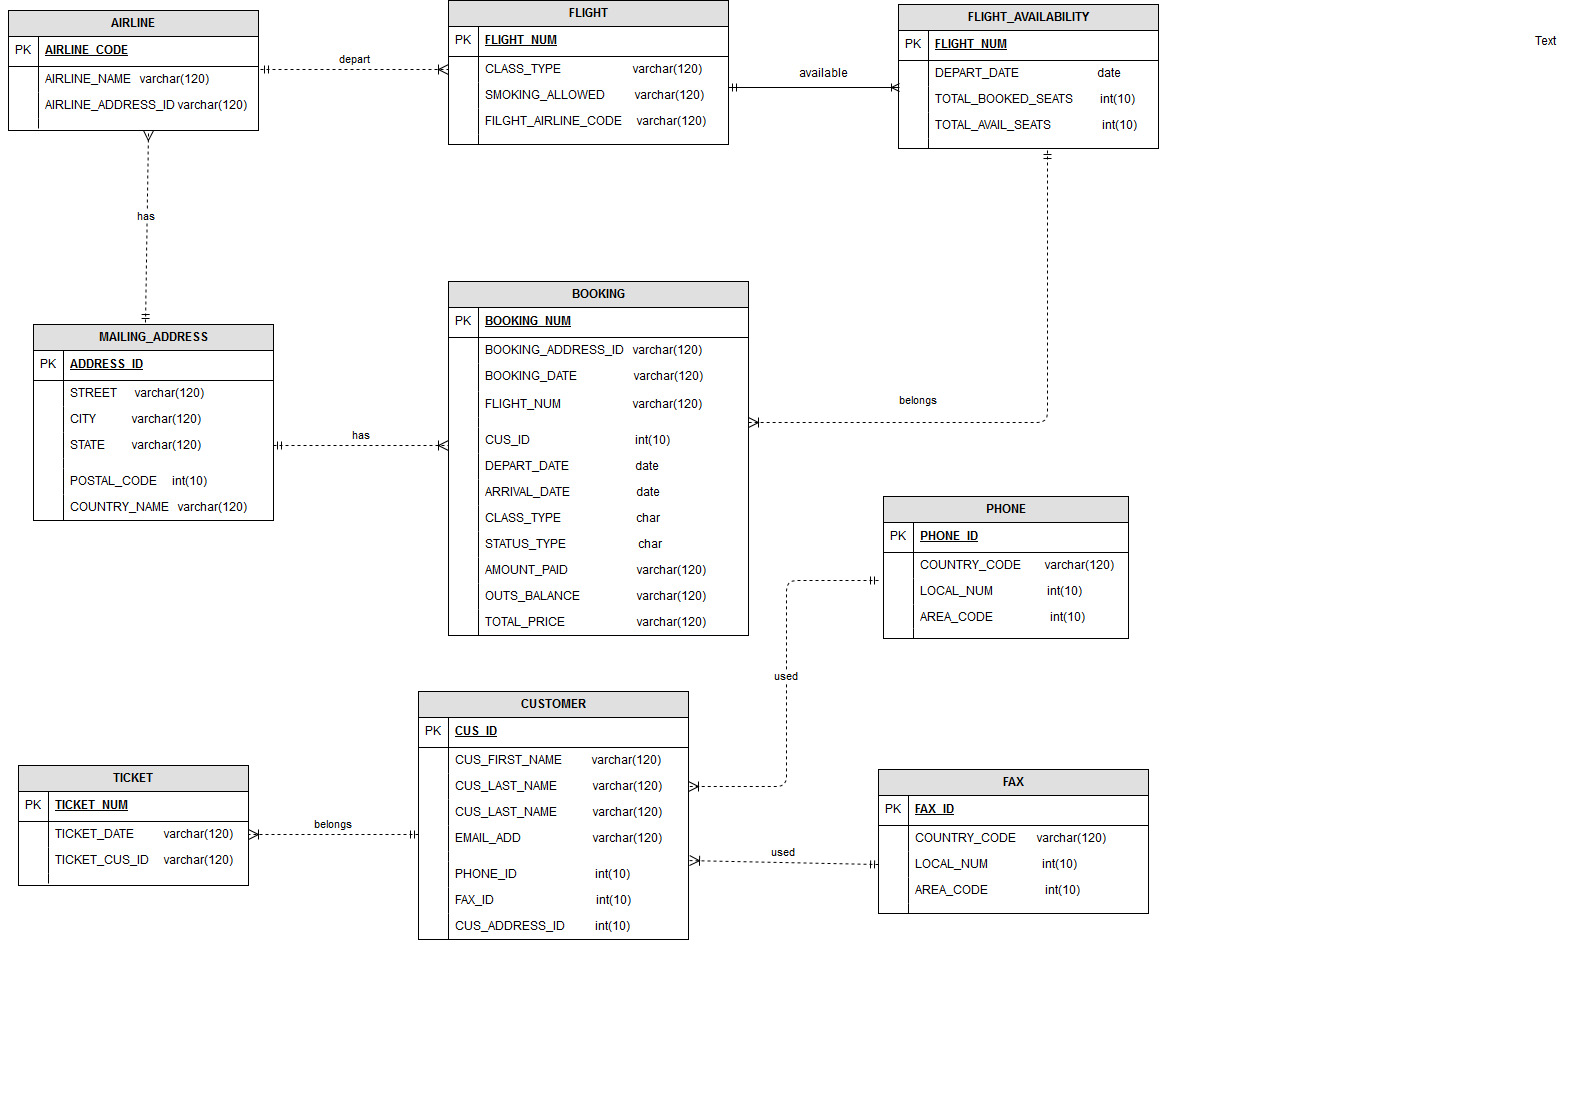 AIRLINE
PK AIRLINE_CODE
AIRLINE_NAME varchar(120)
AIRLINE_ADDRESS_ID varchar(120)
depart
FLIGHT
PK FLIGHT_NUM
CLASS_TYPE varchar(120)
SMOKING_ALLOWED varchar(120)
FILGHT_AIRLINE_CODE varchar(120)
available
FLIGHT_AVAILABILITY
PK FLIGHT_NUM
DEPART_DATE date
TOTAL_BOOKED_SEATS int(10)
TOTAL_AVAIL_SEATS int(10)
Text
has
MAILING_ADDRESS
PK ADDRESS_ID
STREET varchar(120)
CITY varchar(120)
STATE varchar(120)
POSTAL_CODE int(10)
COUNTRY_NAME varchar(120)
has
BOOKING
PK BOOKING_NUM
BOOKING_ADDRESS_ID varchar(120)
BOOKING_DATE varchar(120)
FLIGHT_NUM varchar(120)
CUS_ID int(10)
DEPART_DATE date
ARRIVAL_DATE date
CLASS_TYPE char
STATUS_TYPE char
AMOUNT_PAID varchar(120)
OUTS_BALANCE varchar(120)
TOTAL_PRICE varchar(120)
belongs
PHONE
PK PHONE_ID
COUNTRY_CODE varchar(120)
LOCAL_NUM int(10)
AREA_CODE int(10)
used
CUSTOMER
PK CUS_ID
CUS_FIRST_NAME varchar(120)
CUS_LAST_NAME varchar(120)
CUS_LAST_NAME varchar(120)
EMAIL_ADD varchar(120)
PHONE_ID int(10)
FAX_ID int(10)
CUS_ADDRESS_ID int(10)
TICKET
PK TICKET_NUM
TICKET_DATE varchar(120)
TICKET_CUS_ID varchar(120)
belongs
used
FAX
PK FAX_ID
COUNTRY_CODE varchar(120)
LOCAL_NUM int(10)
AREA_CODE int(10)